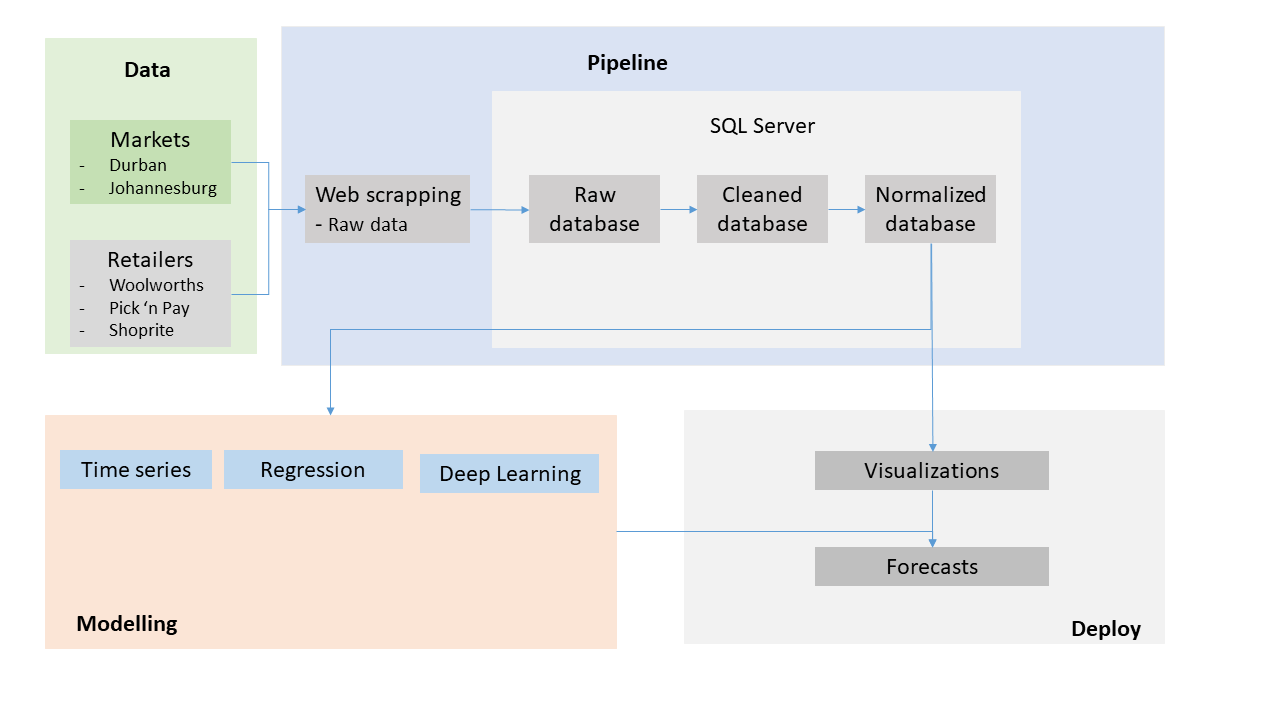 Data
Markets
- Durban
- Johannesburg
Retailers
- Woolworths
- Pick ‘n Pay
- Shoprite
Pipeline
Web scrapping
- Raw data
SQL Server
Raw
database
Cleaned
database
Normalized
database
Time series
Regression
Deep Learning
Modelling
Visualizations
Forecasts
Deploy